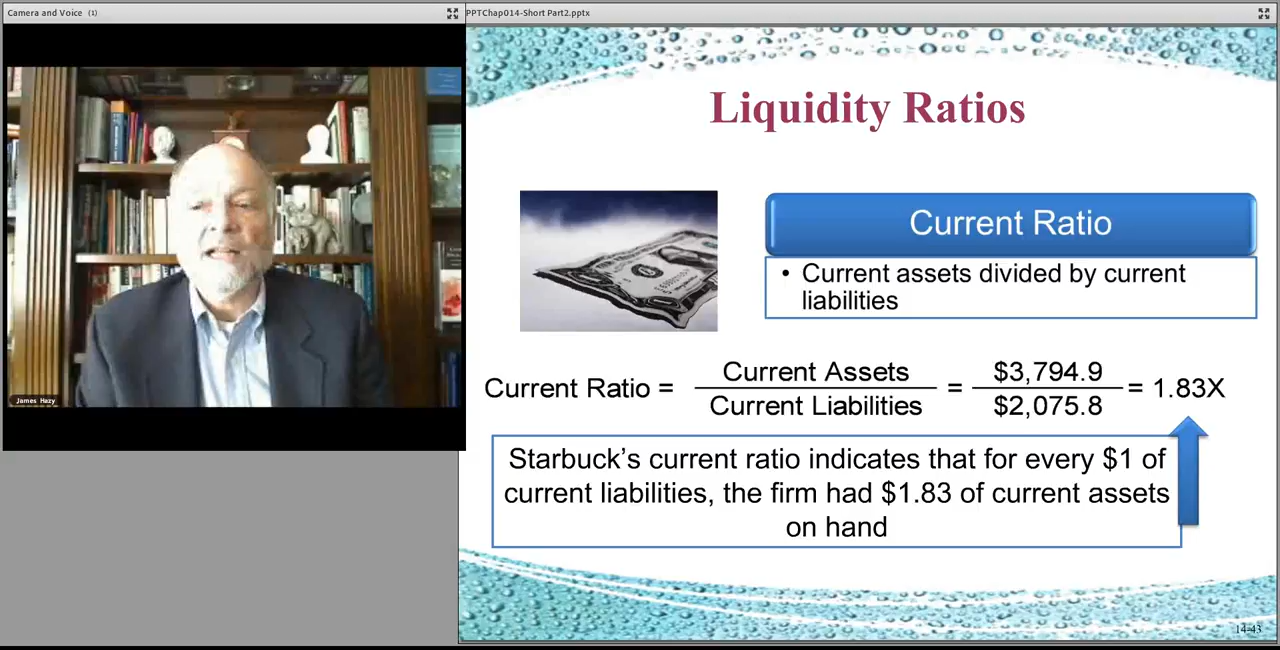 Camera and Voice (1)
PPTChap014-Short Part2.pptx
James Hazy
Liquidity Ratios
Current Ratio
• Current assets divided by current
liabilities
Current Ratio = Current Assets / Current Liabilities = $3,794.9 / $2,075.8 = 1.83X
Starbuck’s current ratio indicates that for every $1 of
current liabilities, the firm had $1.83 of current assets
on hand
14-43